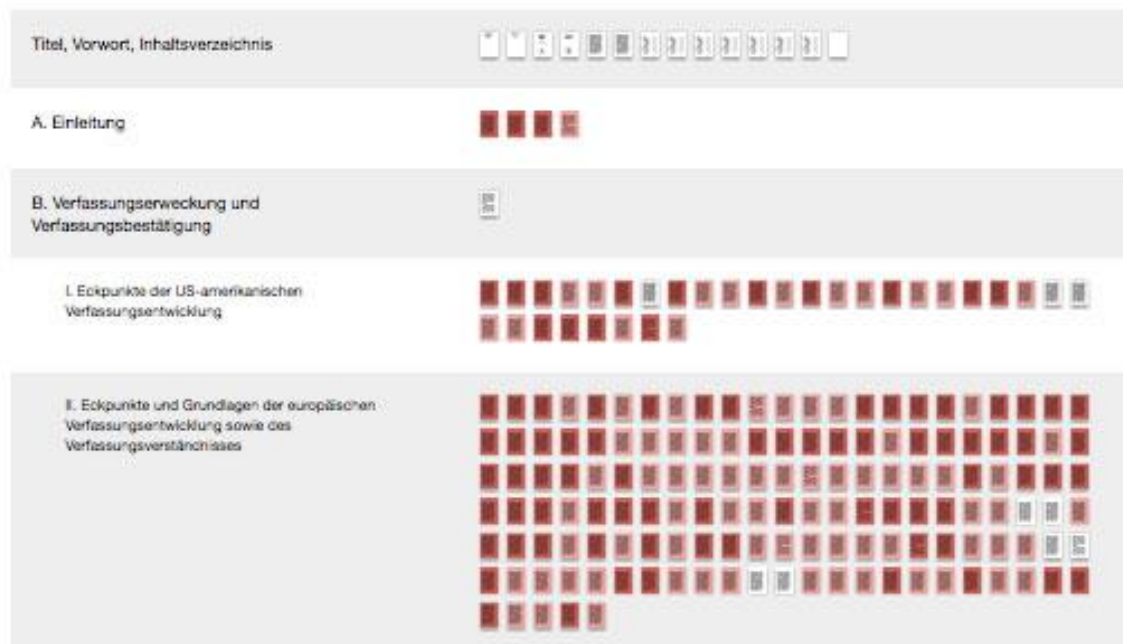 Titel, Vorwort, Inhaltsverzeichnis
A. Einleitung
B. Verfassungserweckung und
Verfassungsbestätigung
I. Eckpunkte der US-amerikanischen
Verfassungsentwicklung
II. Eckpunkte und Grundlagen der europäischen
Verfassungsentwicklung sowie des
Verfassungsverständnisses